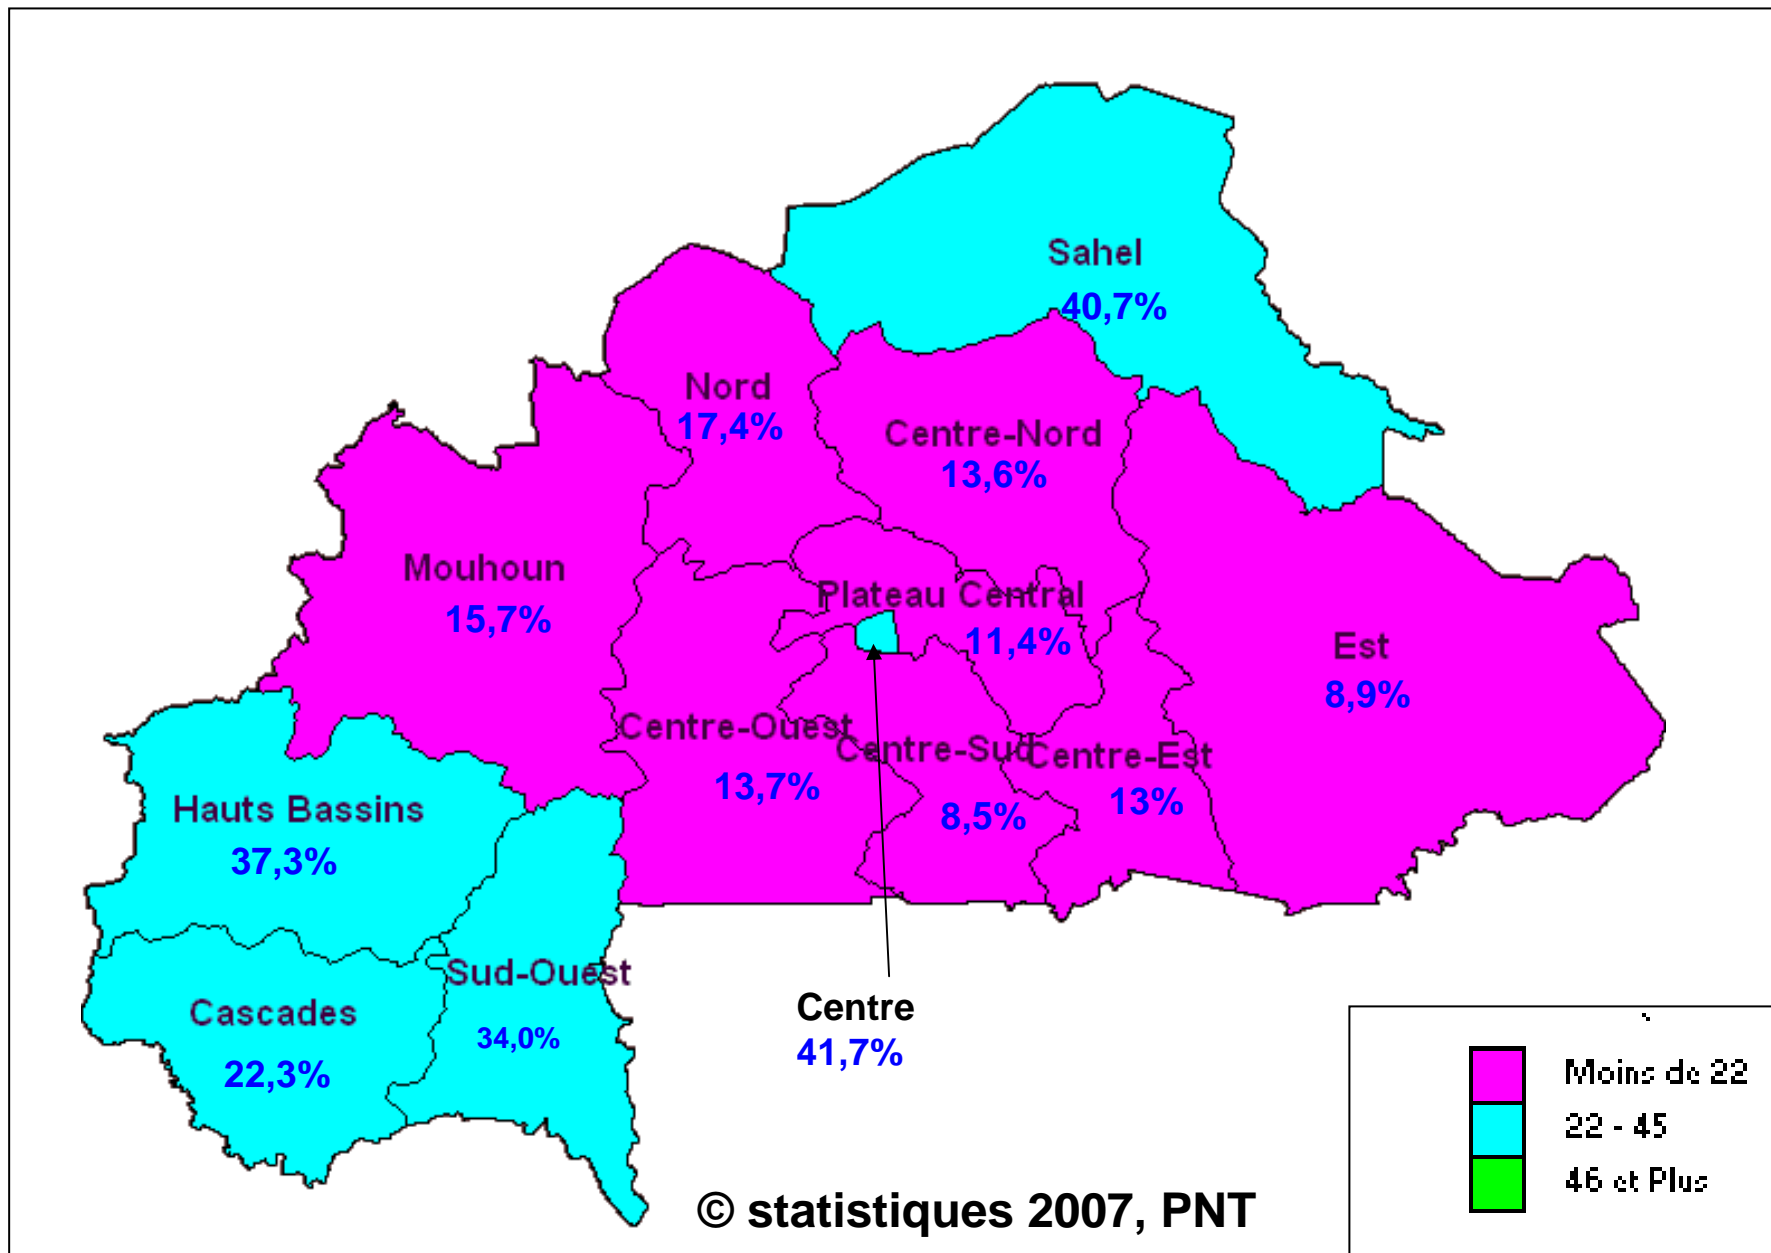 Sahel
40,7%
Nord
17,4%
Centre-Nord
13,6%
Mouhoun
15,7%
Plateau Central
11,4%
Est
8,9%
Centre-Ouest
13,7%
Centre-Sud
8,5%
Centre-Est
13%
Hauts Bassins
37,3%
Sud-Ouest
34,0%
Cascades
22,3%
Centre
41,7%
Moins de 22
22 - 45
46 et Plus
© statistiques 2007, PNT